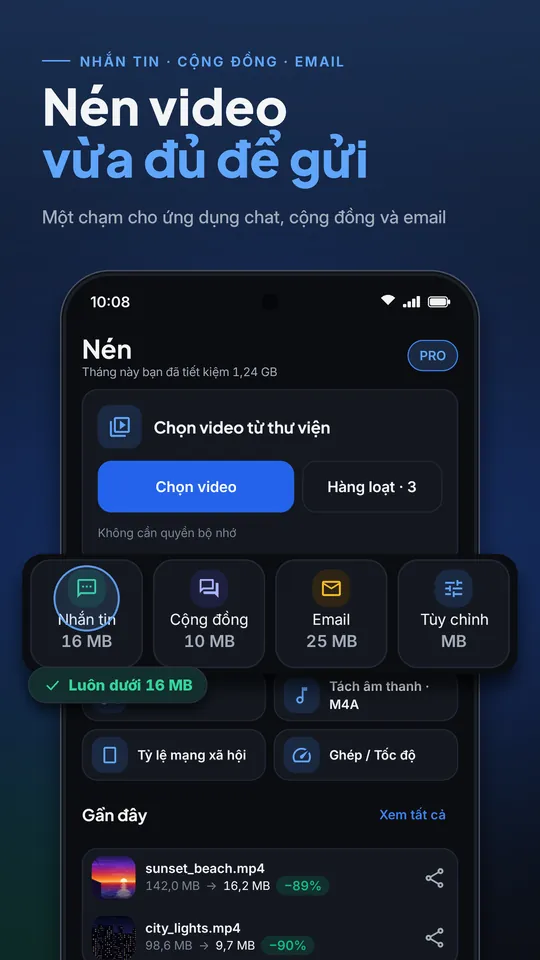 NHẮN TIN · CỘNG ĐỒNG · EMAIL
Nén video
vừa đủ để gửi
Một chạm cho ứng dụng chat, cộng đồng và email
10:08
Nén
Tháng này bạn đã tiết kiệm 1,24 GB
PRO
Chọn video từ thư viện
Chọn video
Hàng loạt · 3
Không cần quyền bộ nhớ
Nhắn tin
16 MB
Cộng đồng
10 MB
Email
25 MB
Tùy chỉnh
MB
Luôn dưới 16 MB
Tách âm thanh ·
M4A
Tỷ lệ mạng xã hội
Ghép / Tốc độ
Gần đây
Xem tất cả
sunset_beach.mp4
142,0 MB → 16,2 MB −89%
city_lights.mp4
98,6 MB → 9,7 MB −90%